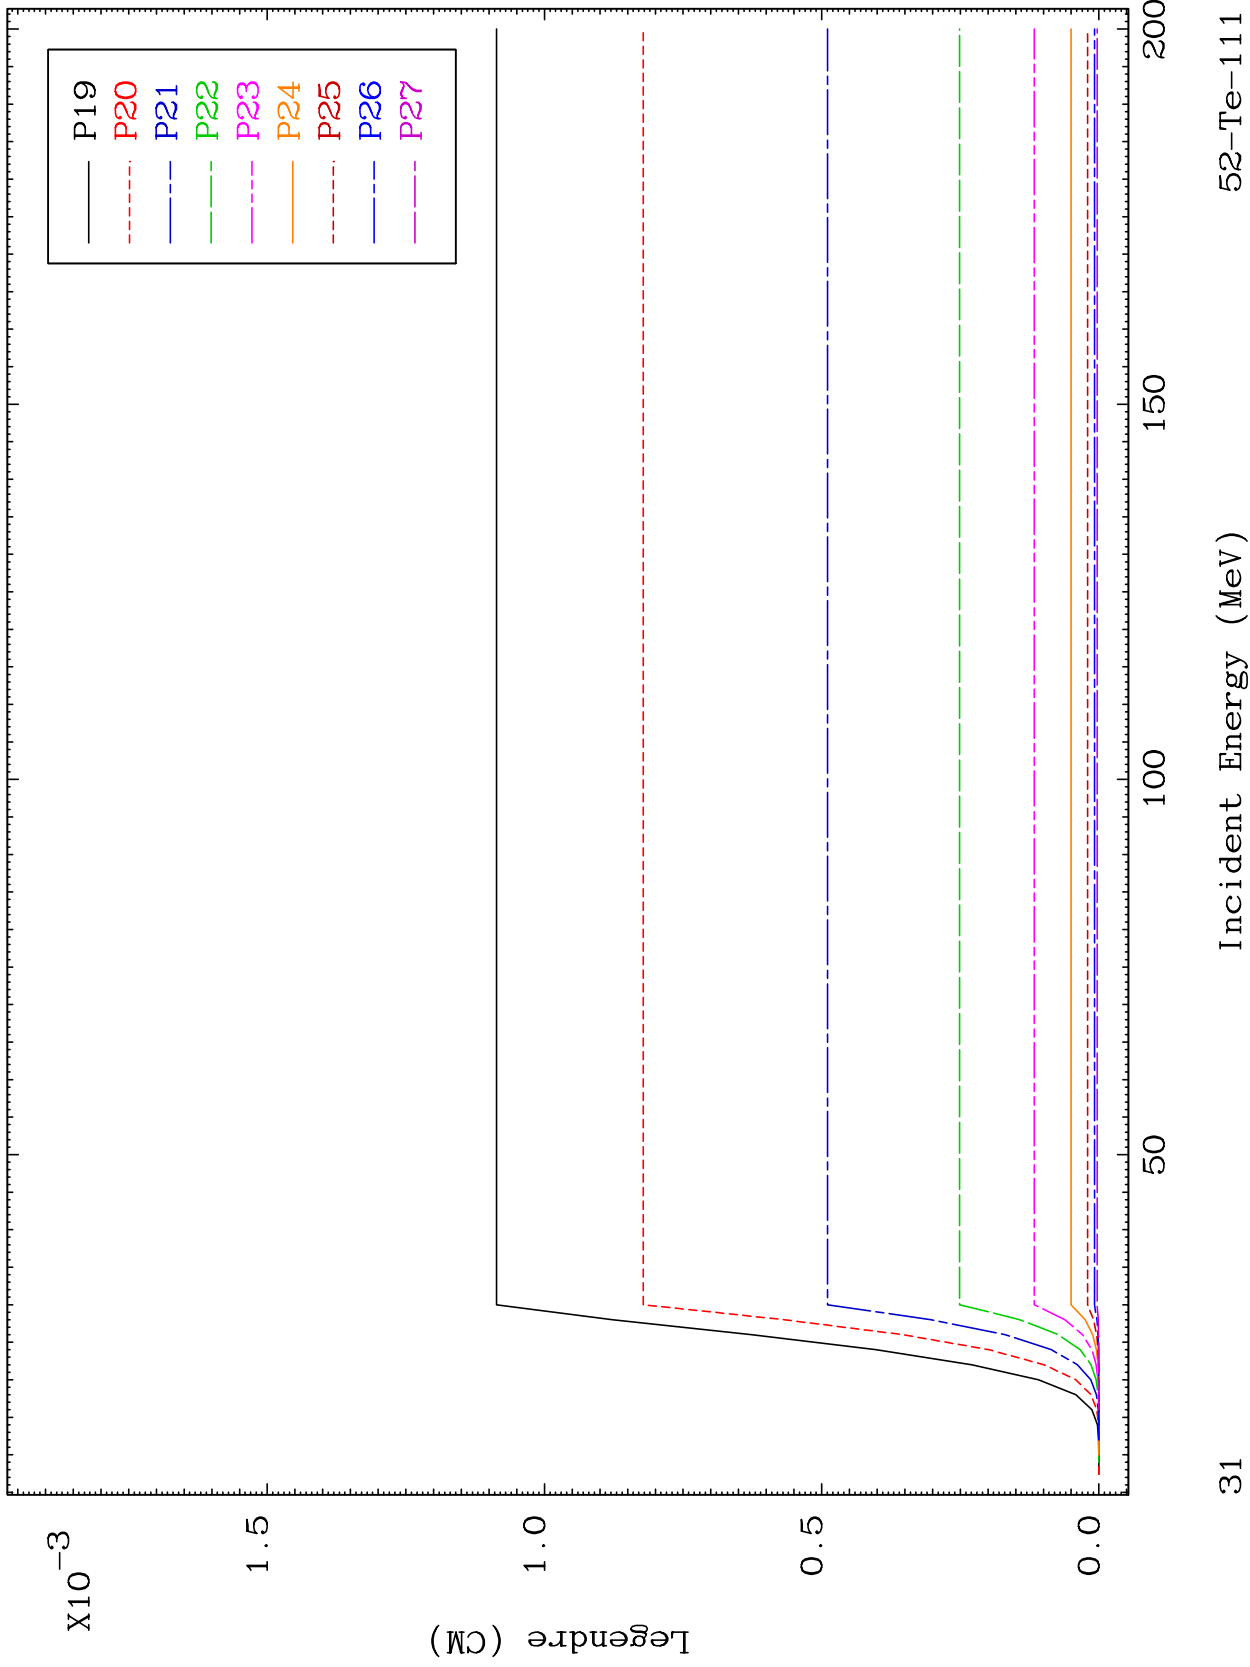 X10-3
1.5
1.0
0.5
0.0
Legendre (CM)
P19
P20
P21
P22
P23
P24
P25
P26
P27
50
100
150
200
Incident Energy (MeV)
31
52-Te-111